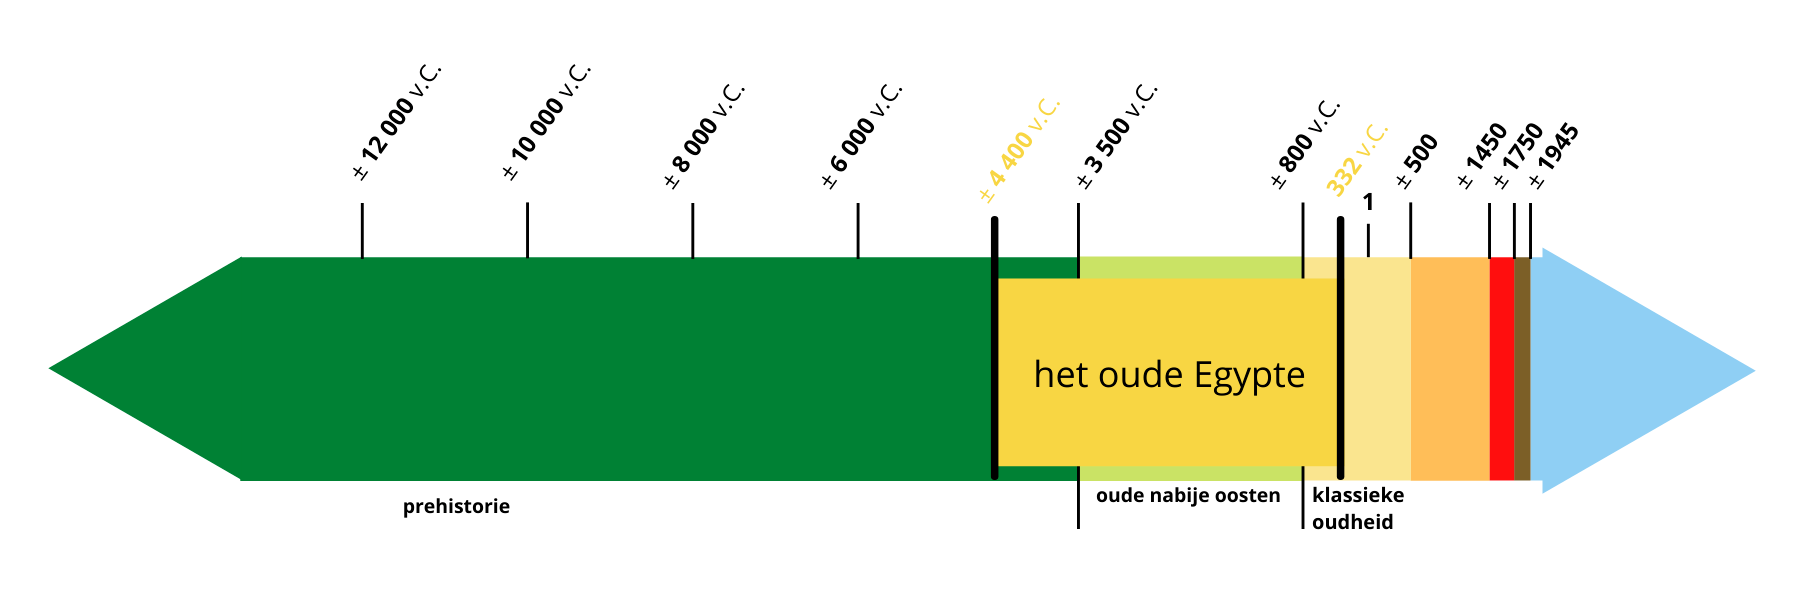 ± 12 000 v.C.
± 10 000 v.C.
± 8 000 v.C.
± 6 000 v.C.
± 4 400 v.C.
± 3 500 v.C.
± 800 v.C.
332 v.C.
1
± 500
± 1450
± 1750
± 1945
het oude Egypte
prehistorie
oude nabije oosten
klassieke
oudheid